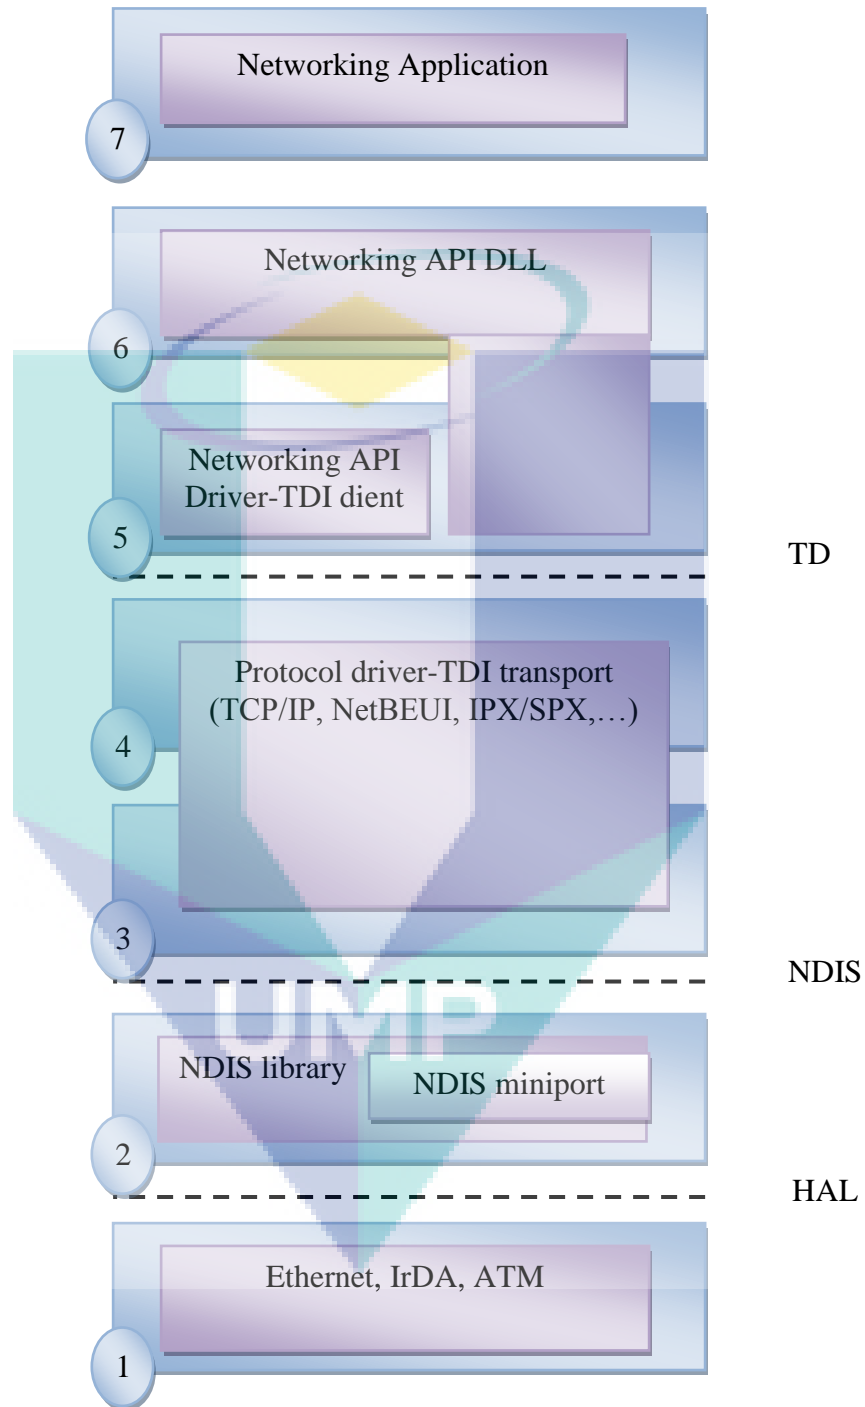 Networking Application
7
Networking API DLL
6
Networking API
Driver-TDI dient
5
TD
Protocol driver-TDI transport
(TCP/IP, NetBEUI, IPX/SPX,…)
4
3
NDIS
UMP
NDIS library
NDIS miniport
2
HAL
Ethernet, IrDA, ATM
1